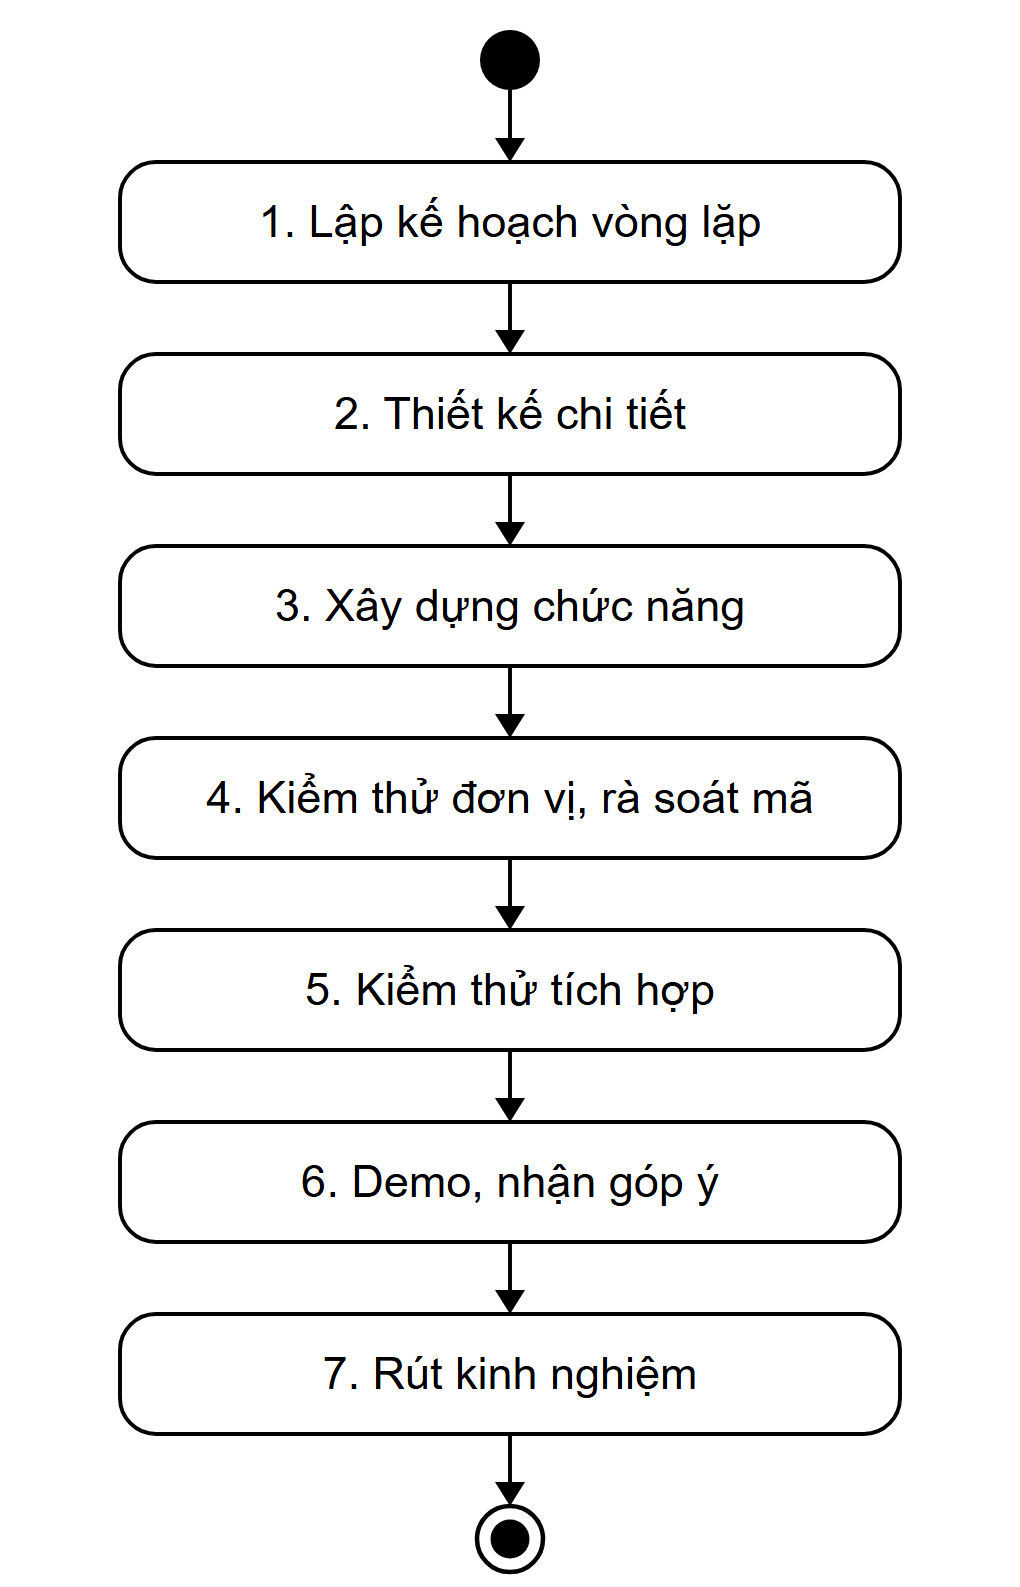 1. Lập kế hoạch vòng lặp
2. Thiết kế chi tiết
3. Xây dựng chức năng
4. Kiểm thử đơn vị, rà soát mã
5. Kiểm thử tích hợp
6. Demo, nhận góp ý
7. Rút kinh nghiệm